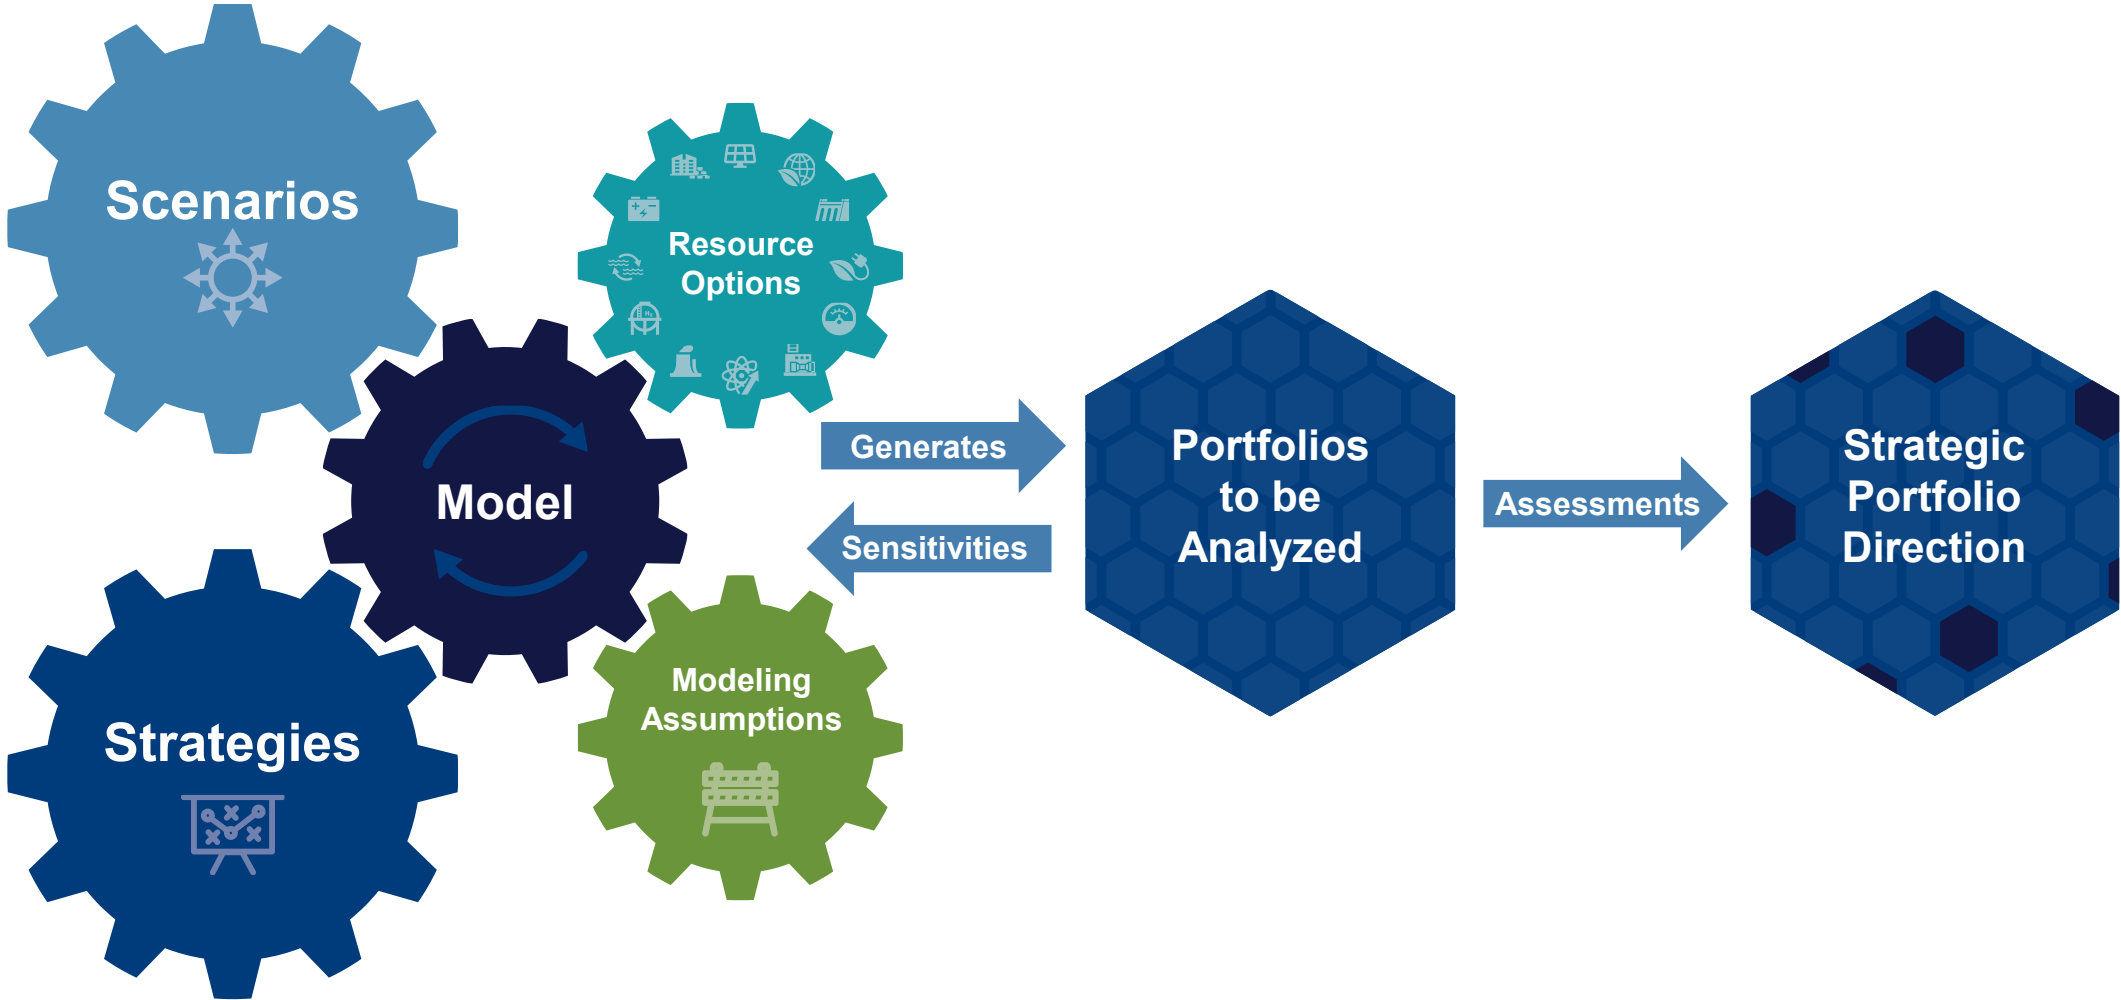 Scenarios
Resource
Options
Model
Strategies
Modeling
Assumptions
Generates
Sensitivities
Portfolios
to be
Analyzed
Assessments
Strategic
Portfolio
Direction